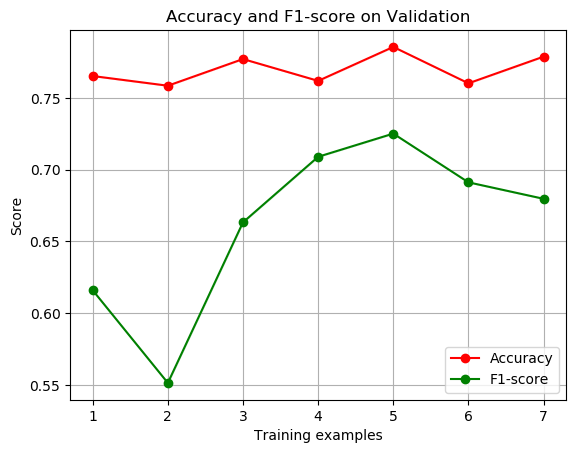 Accuracy and F1-score on Validation
Score
0.75
0.70
0.65
0.60
0.55
1 2 3 4 5 6 7
Training examples
Accuracy
F1-score